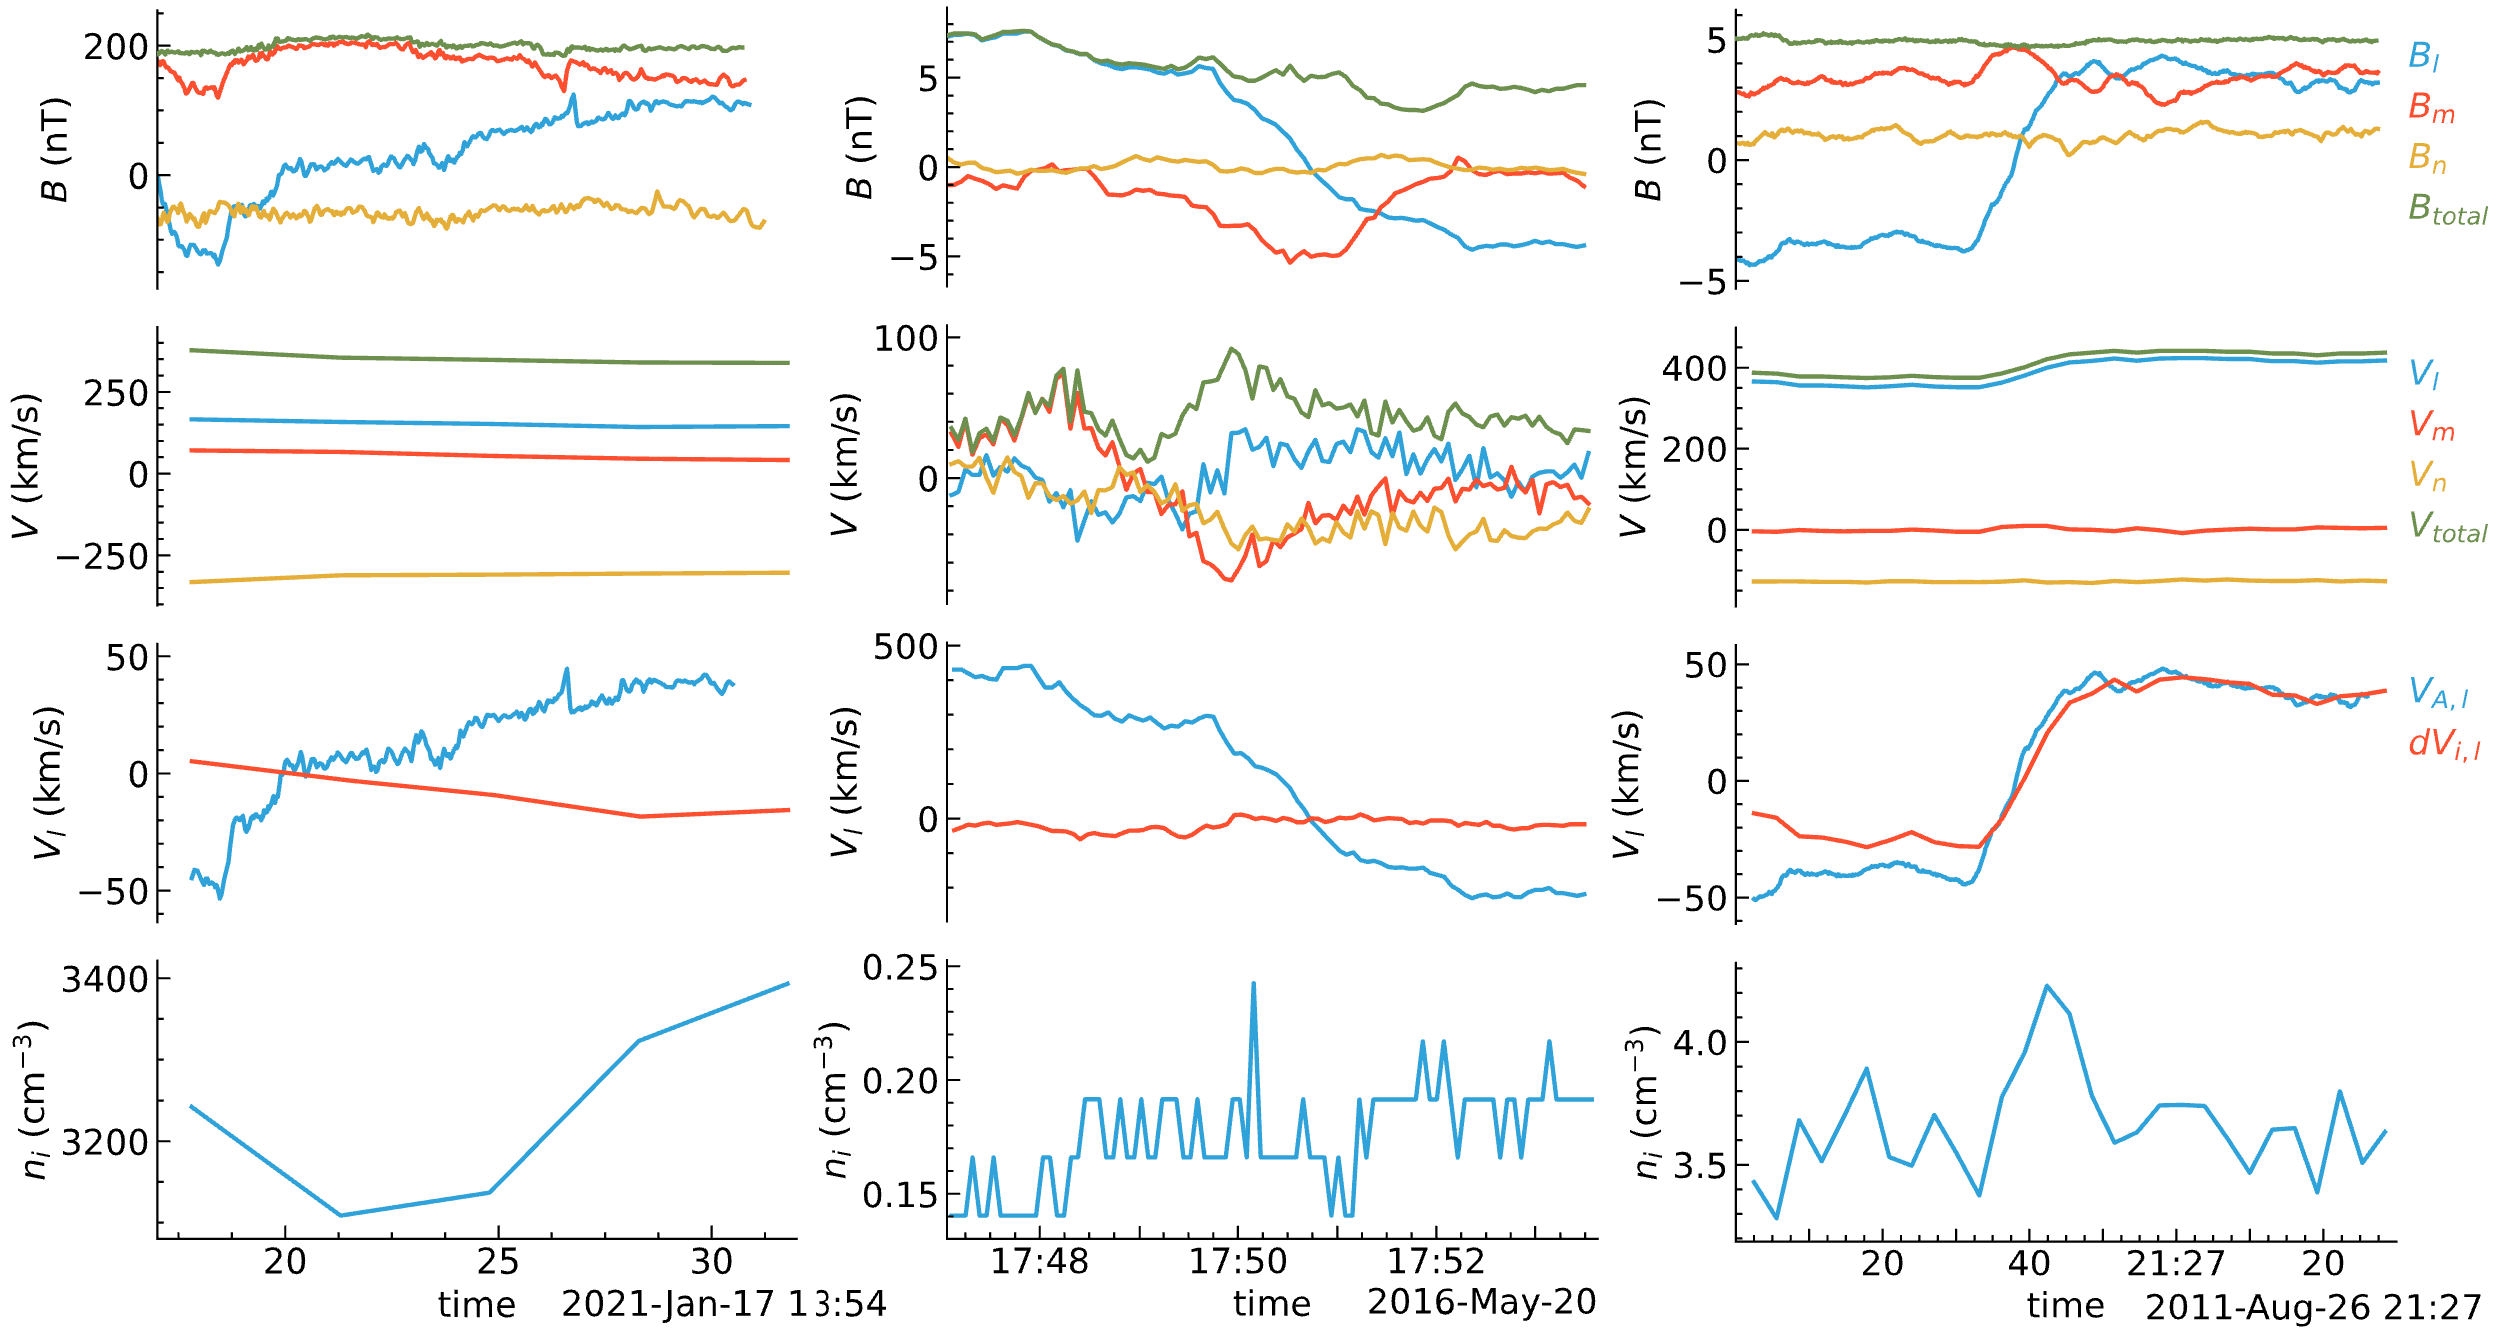 200
0
B (nT)
5
0
−5
B (nT)
5
0
−5
B (nT)
B_l
B_m
B_n
B_total
250
0
−250
V (km/s)
100
0
V (km/s)
400
200
0
V (km/s)
V_l
V_m
V_n
V_total
50
0
−50
V_l (km/s)
500
0
V_l (km/s)
50
0
−50
V_l (km/s)
V_A, l
dV_i, l
3400
3200
n_i (cm⁻³)
0.25
0.20
0.15
n_i (cm⁻³)
4.0
3.5
n_i (cm⁻³)
20 25 30
time
2021-Jan-17 13:54
17:48 17:50 17:52
time
2016-May-20
20 40 21:27 20
time
2011-Aug-26 21:27